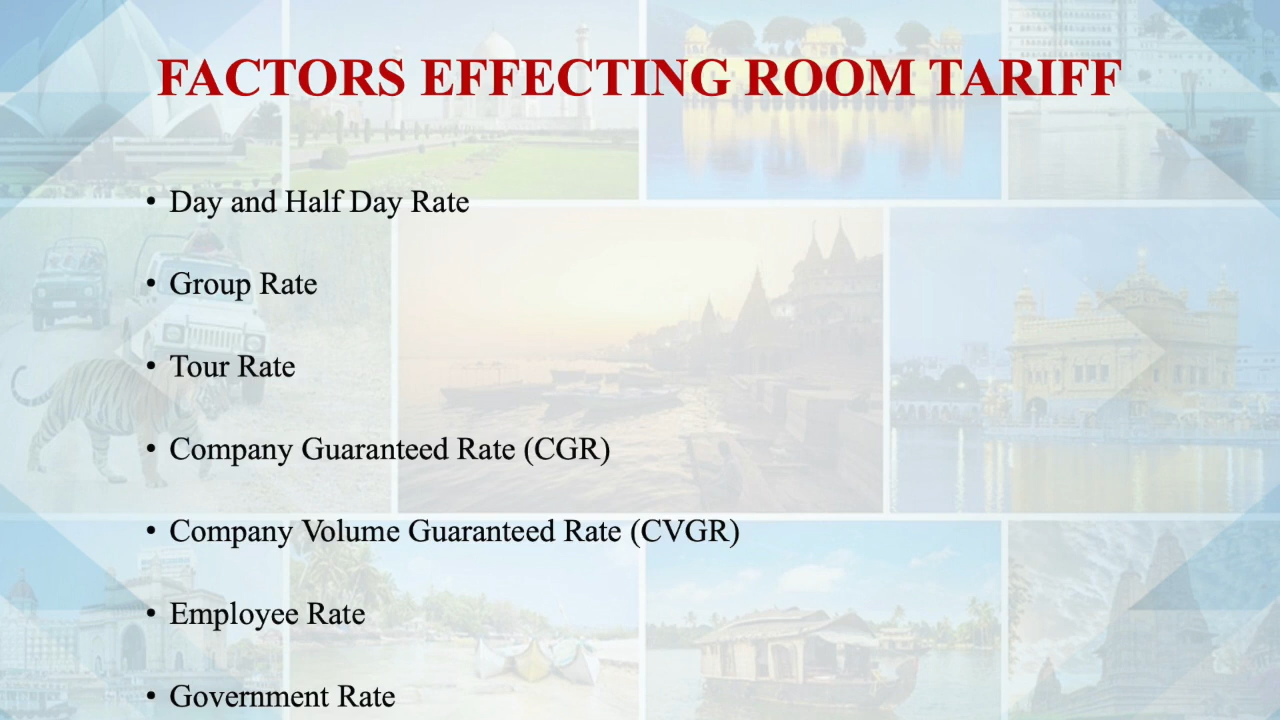 FACTORS EFFECTING ROOM TARIFF
• Day and Half Day Rate
• Group Rate
• Tour Rate
• Company Guaranteed Rate (CGR)
• Company Volume Guaranteed Rate (CVGR)
• Employee Rate
• Government Rate